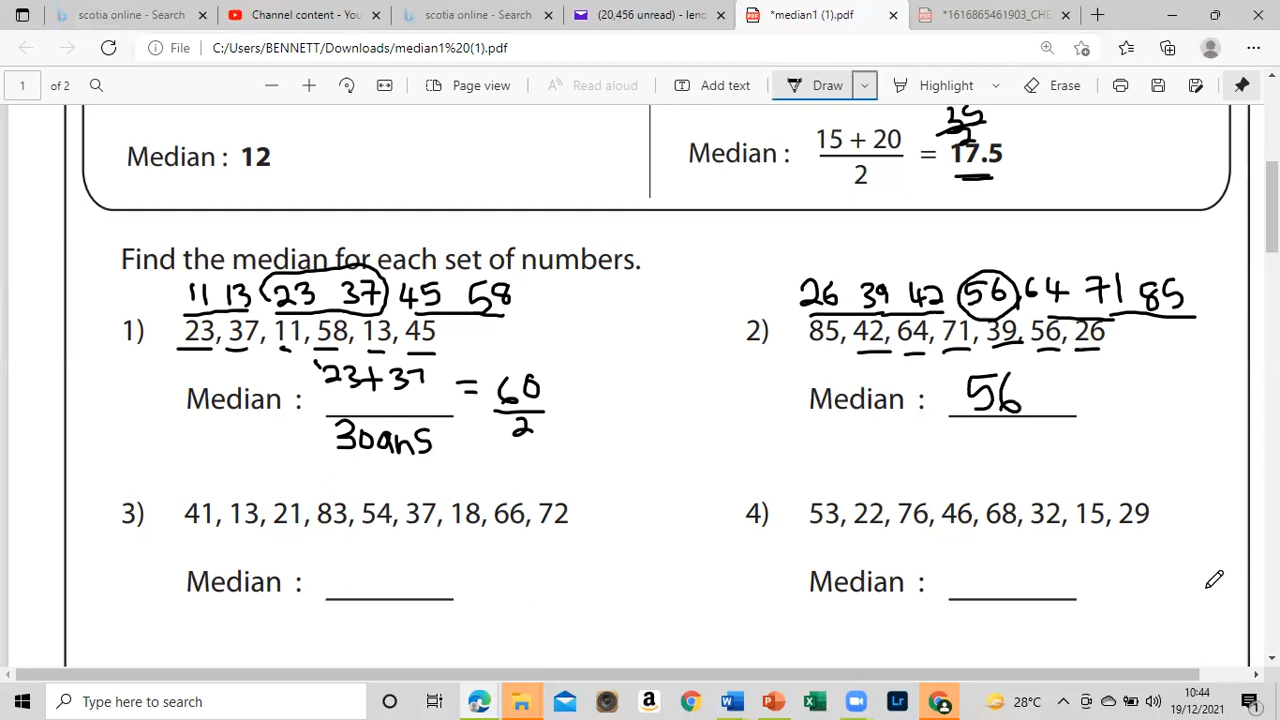 scotia online - Search
Channel content - YouTube
scotia online - Search
(20,456 unread) - leno
*median1 (1).pdf
*1616865461903_CHE
File
C:/Users/BENNETT/Downloads/median1%20(1).pdf
1 of 2
Page view
Read aloud
Add text
Draw
Highlight
Erase
Median : 12
Median : 15 + 20
2
= 17.5
35
2
Find the median for each set of numbers.
11 13 23 37 45 58
1) 23, 37, 11, 58, 13, 45
23+37
Median :
= 60
2
30ans
26 39 42 56, 64 71 85
2) 85, 42, 64, 71, 39, 56, 26
Median : 56
3) 41, 13, 21, 83, 54, 37, 18, 66, 72
Median :
4) 53, 22, 76, 46, 68, 32, 15, 29
Median :
Type here to search
28°C
10:44
19/12/2021